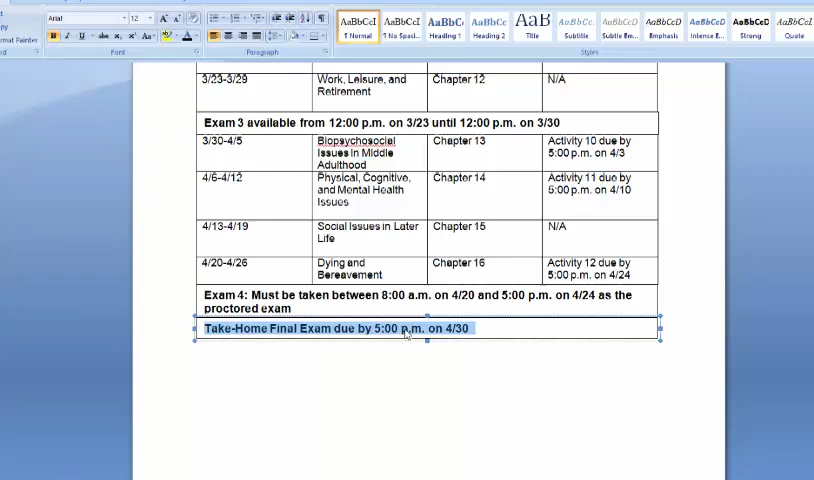 Arial 12
rmat Painter
B I U abc
Font
Paragraph
Styles
AaBbCcI AaBbCcI AaBbC AaBbCc AaB AaBbCc. AaBbCcD AaBbCcD AaBbCcD AaBbCcD AaBbCcD
¶ Normal ¶ No Spac... Heading 1 Heading 2 Title Subtitle Subtle Em... Emphasis Intense E... Strong Quote
3/23-3/29 Work, Leisure, and Chapter 12 N/A
Retirement
Exam 3 available from 12:00 p.m. on 3/23 until 12:00 p.m. on 3/30
3/30-4/5 Biopsychosocial Chapter 13 Activity 10 due by
Issues in Middle 5:00 p.m. on 4/3
Adulthood
4/6-4/12 Physical, Cognitive, Chapter 14 Activity 11 due by
and Mental Health 5:00 p.m. on 4/10
Issues
4/13-4/19 Social Issues in Later Chapter 15 N/A
Life
4/20-4/26 Dying and Chapter 16 Activity 12 due by
Bereavement 5:00 p.m. on 4/24
Exam 4: Must be taken between 8:00 a.m. on 4/20 and 5:00 p.m. on 4/24 as the
proctored exam
Take-Home Final Exam due by 5:00 p.m. on 4/30